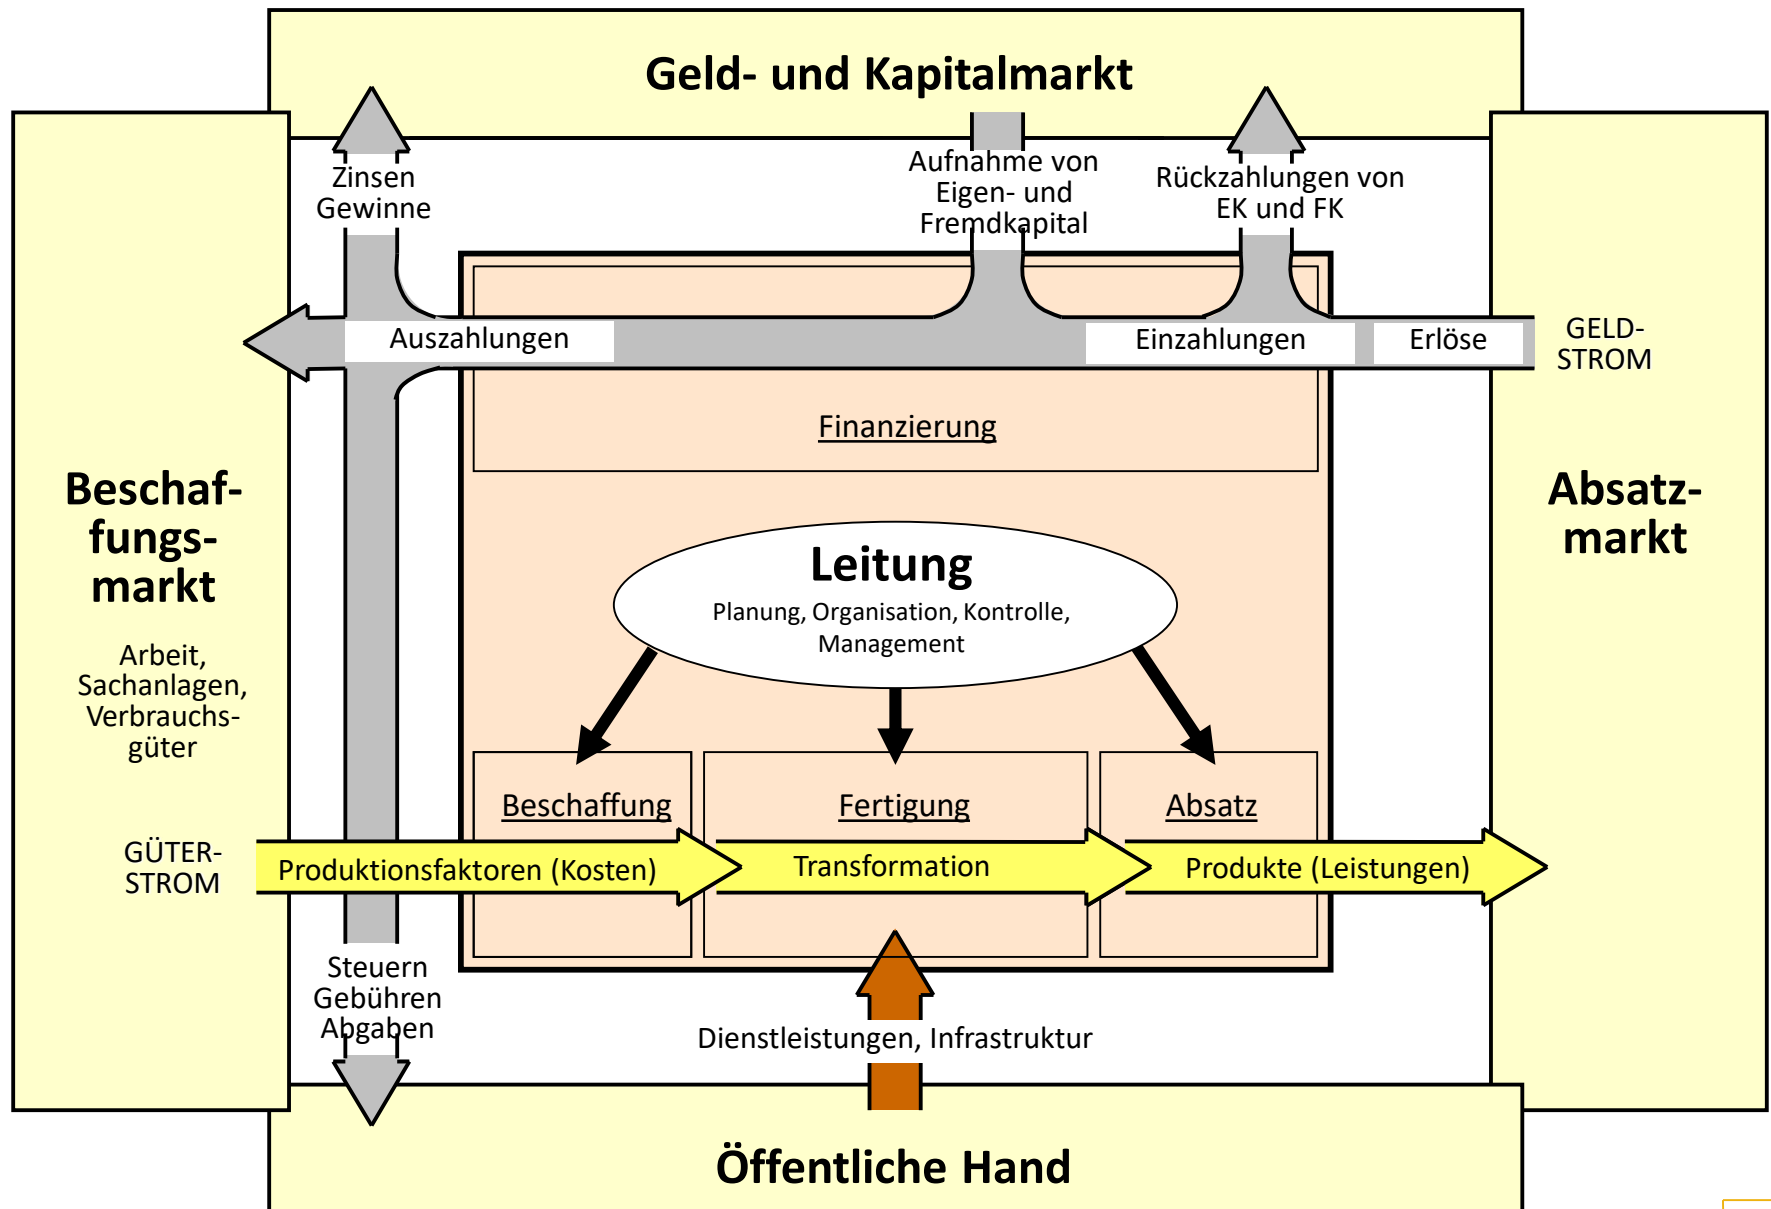 Geld- und Kapitalmarkt
Zinsen
Gewinne
Aufnahme von
Eigen- und
Fremdkapital
Rückzahlungen von
EK und FK
Auszahlungen
Einzahlungen
Erlöse
GELD-
STROM
Finanzierung
Beschaf-
fungs-
markt
Arbeit,
Sachanlagen,
Verbrauchs-
güter
Absatz-
markt
Leitung
Planung, Organisation, Kontrolle,
Management
Beschaffung
Fertigung
Absatz
GÜTER-
STROM
Produktionsfaktoren (Kosten)
Transformation
Produkte (Leistungen)
Steuern
Gebühren
Abgaben
Dienstleistungen, Infrastruktur
Öffentliche Hand